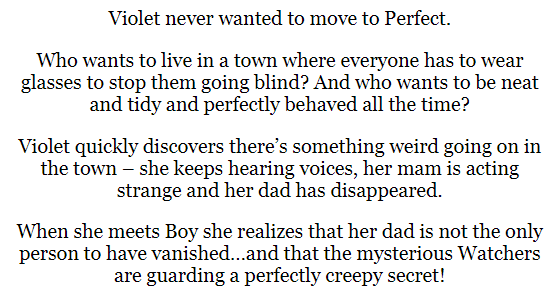 Violet never wanted to move to Perfect.
Who wants to live in a town where everyone has to wear
glasses to stop them going blind? And who wants to be neat
and tidy and perfectly behaved all the time?
Violet quickly discovers there’s something weird going on in
the town – she keeps hearing voices, her mam is acting
strange and her dad has disappeared.
When she meets Boy she realizes that her dad is not the only
person to have vanished...and that the mysterious Watchers
are guarding a perfectly creepy secret!